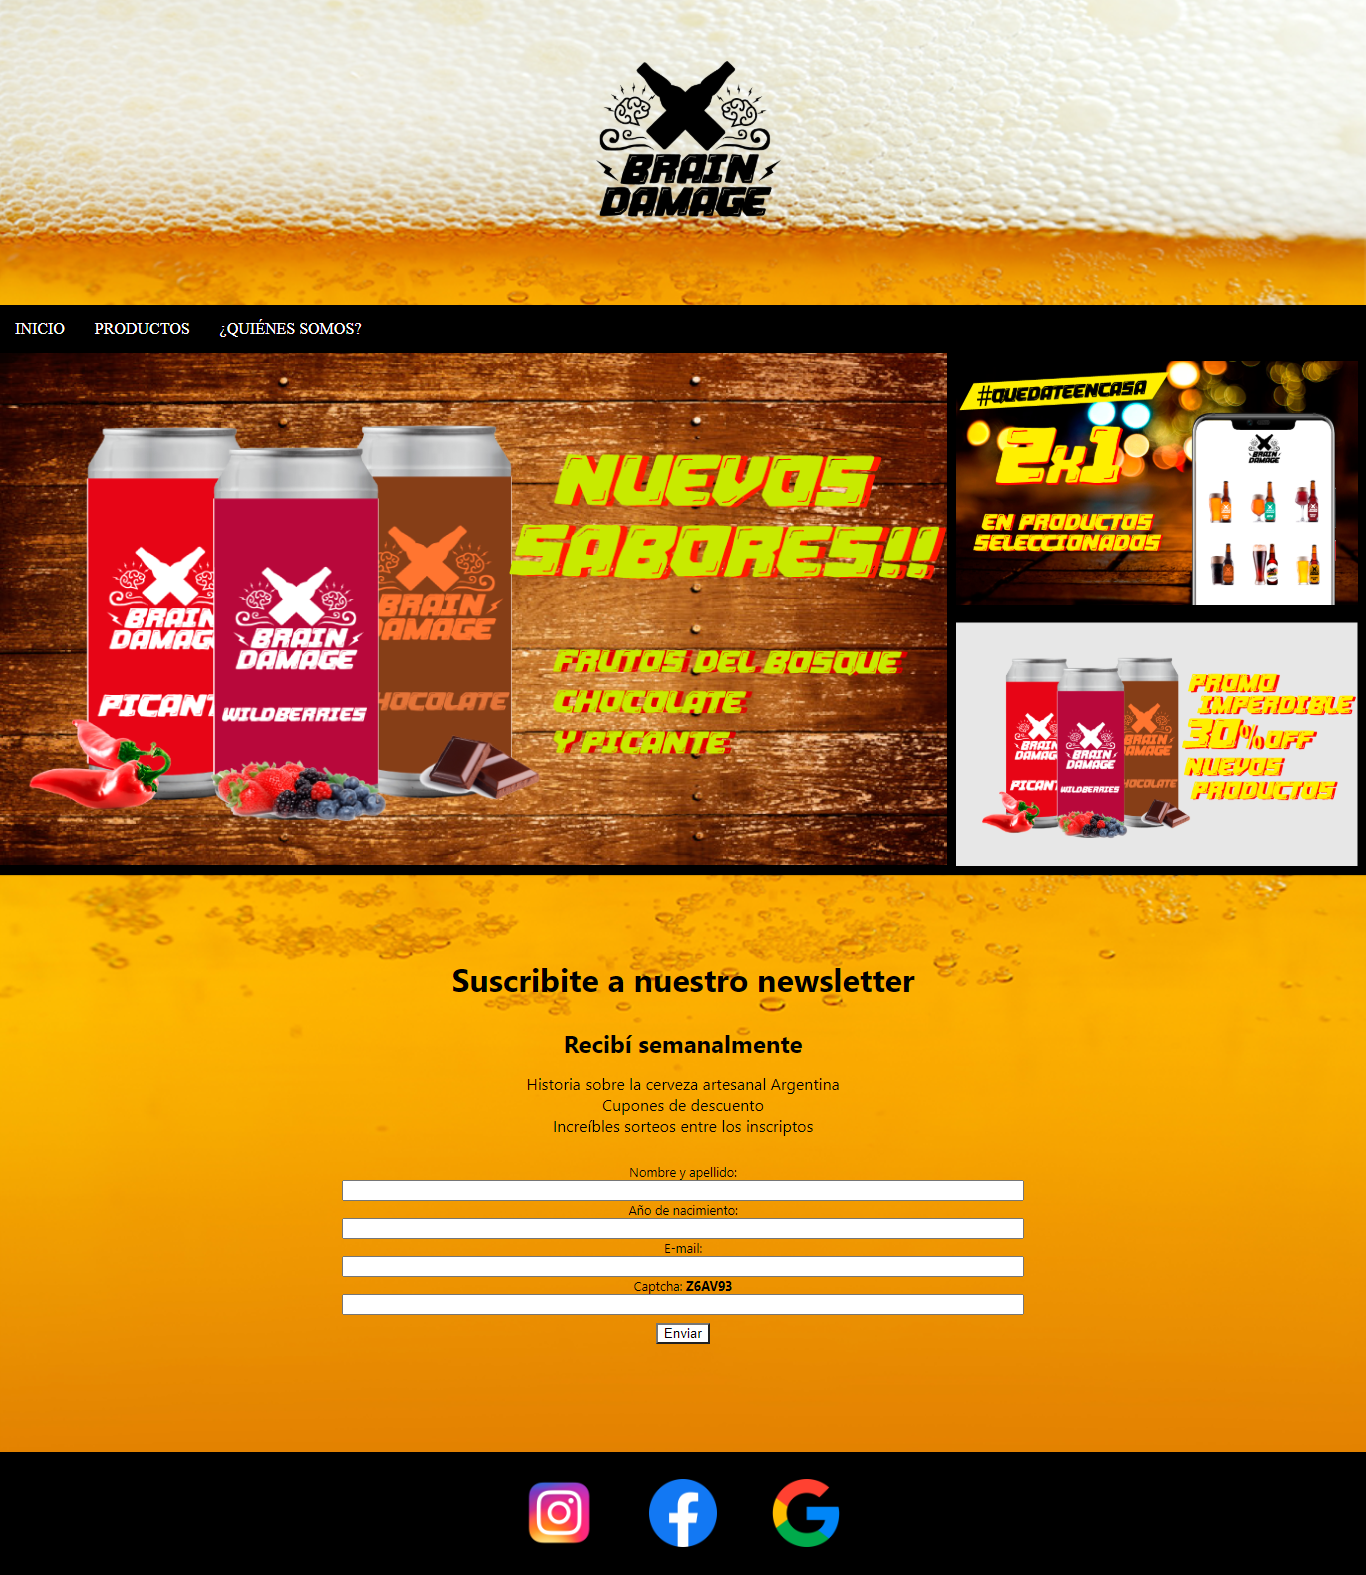 BRAIN
DAMAGE
INICIO
PRODUCTOS
¿QUIÉNES SOMOS?
NUEVOS
SABORES!!
FRUTOS DEL BOSQUE
CHOCOLATE
Y PICANTE
BRAIN
DAMAGE
PICANT
BRAIN
DAMAGE
WILDBERRIES
BRAIN
DAMAGE
CHOCOLATE
#QUEDATEENCASA
2x1
EN PRODUCTOS
SELECCIONADOS
BRAIN
DAMAGE
PROMO
IMPERDIBLE
30%OFF
NUEVOS
PRODUCTOS
BRAIN
DAMAGE
PICANT
BRAIN
DAMAGE
WILDBERRIES
BRAIN
DAMAGE
CHOCOLATE
Suscribite a nuestro newsletter
Recibí semanalmente
Historia sobre la cerveza artesanal Argentina
Cupones de descuento
Increíbles sorteos entre los inscriptos
Nombre y apellido:
Año de nacimiento:
E-mail:
Captcha: Z6AV93
Enviar